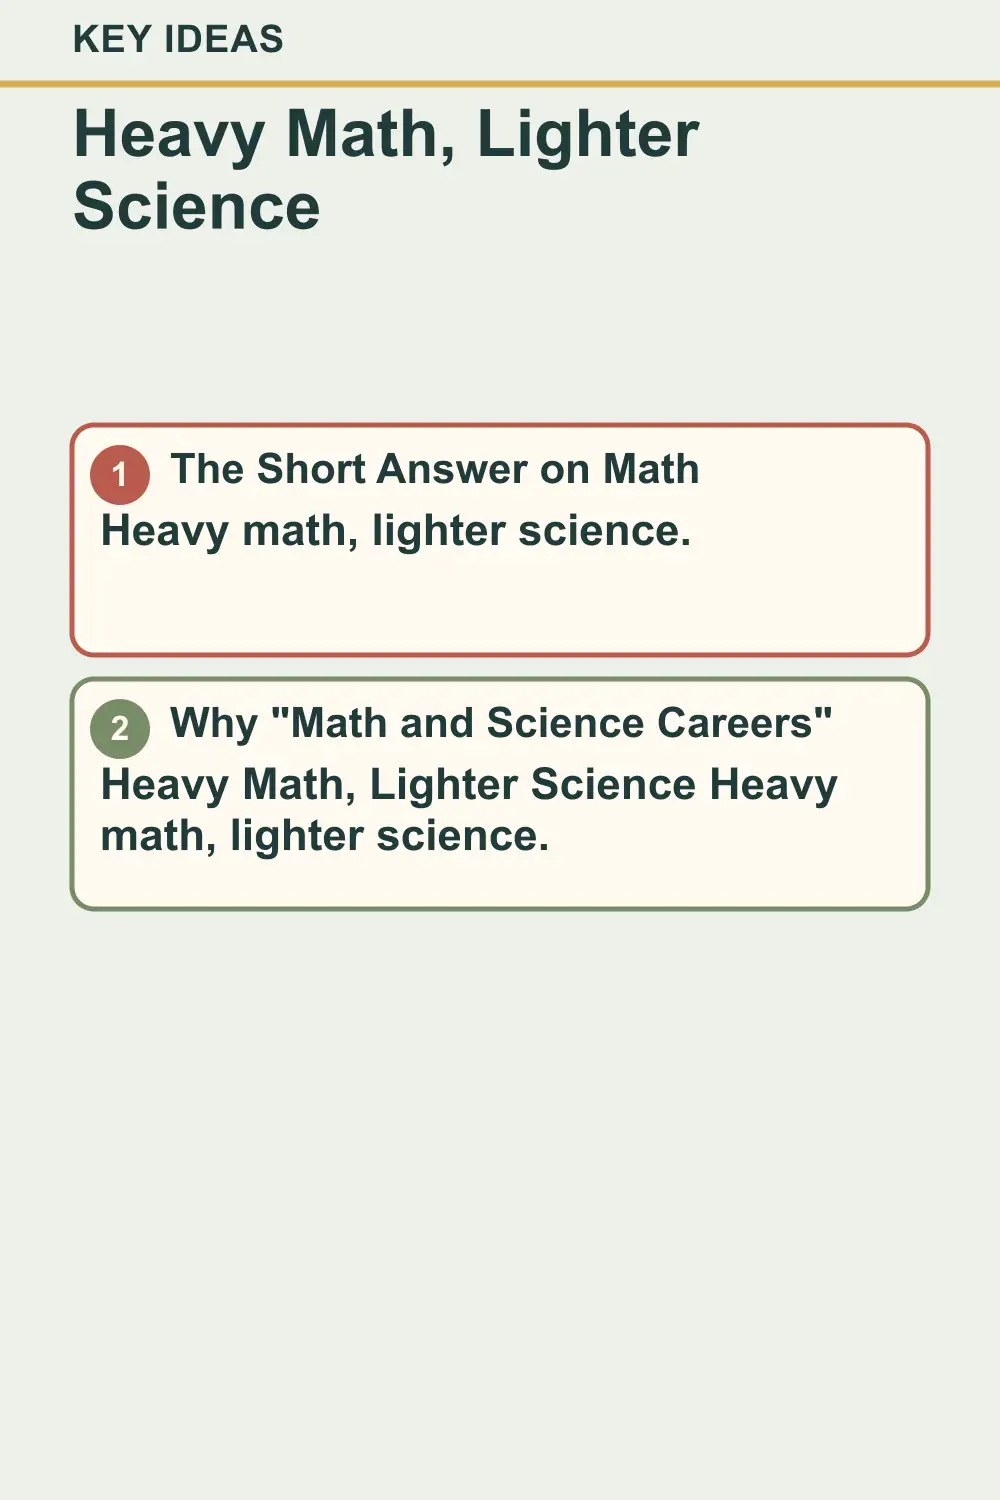 KEY IDEAS
Heavy Math, Lighter
Science
1 The Short Answer on Math
Heavy math, lighter science.
2 Why "Math and Science Careers"
Heavy Math, Lighter Science Heavy
math, lighter science.